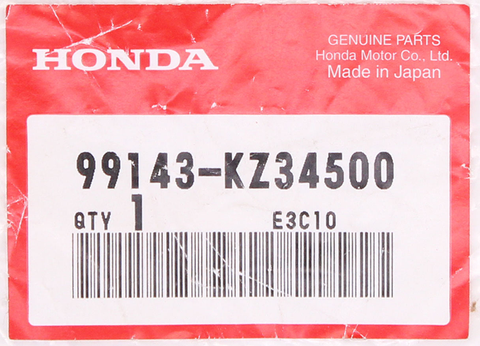 GENUINE PARTS
HONDA
Honda Motor Co., Ltd.
Made in Japan
99143-KZ34500
QTY 1 E3C10